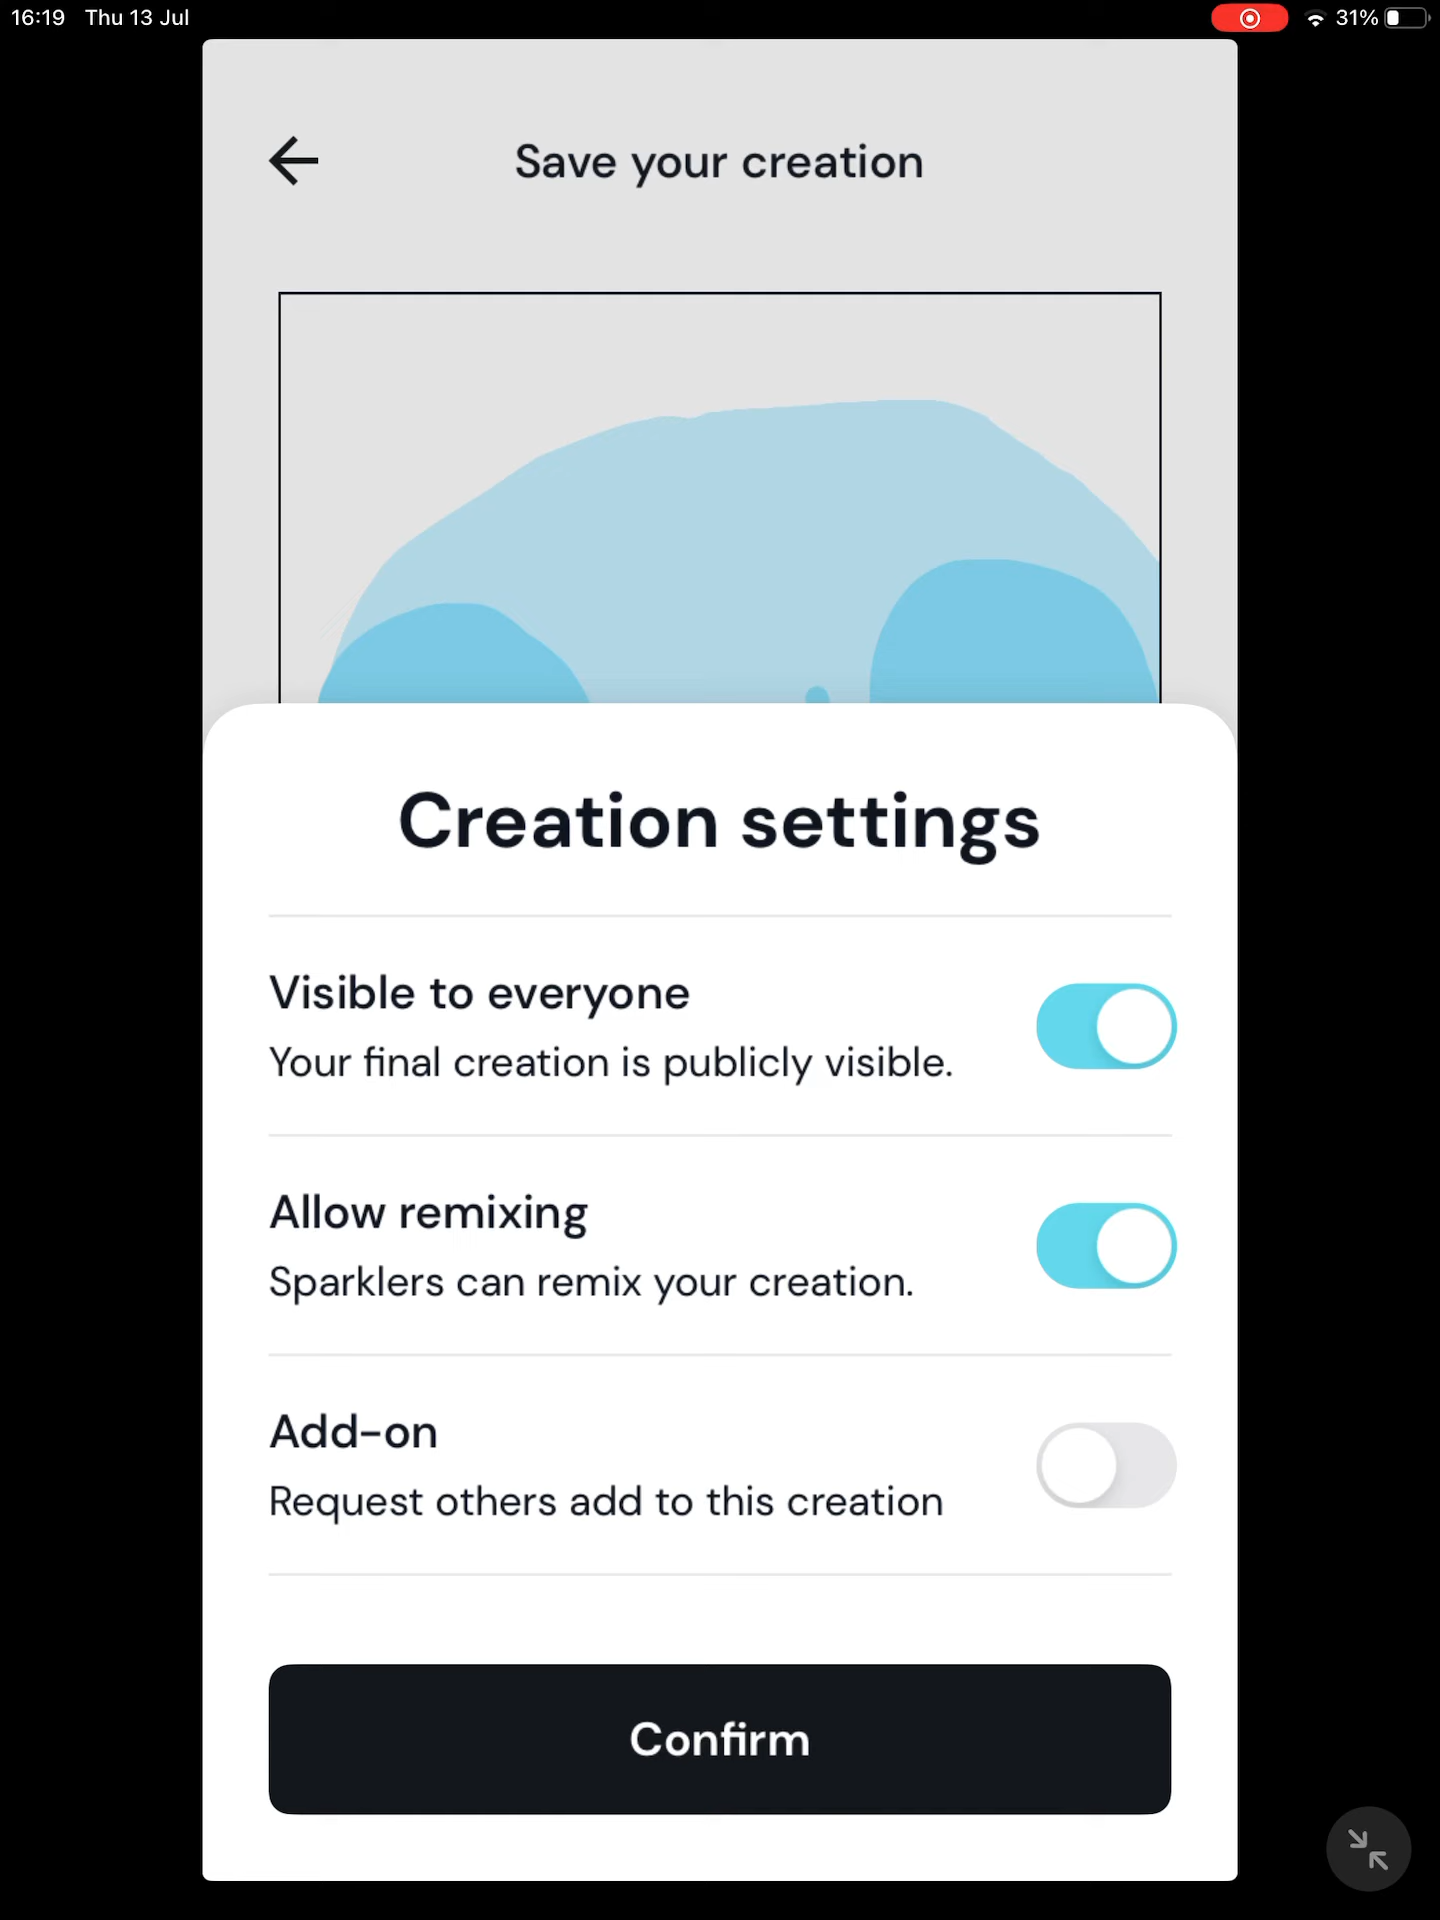 16:19 Thu 13 Jul 31%
Save your creation
Creation settings
Visible to everyone
Your final creation is publicly visible.
Allow remixing
Sparklers can remix your creation.
Add-on
Request others add to this creation
Confirm